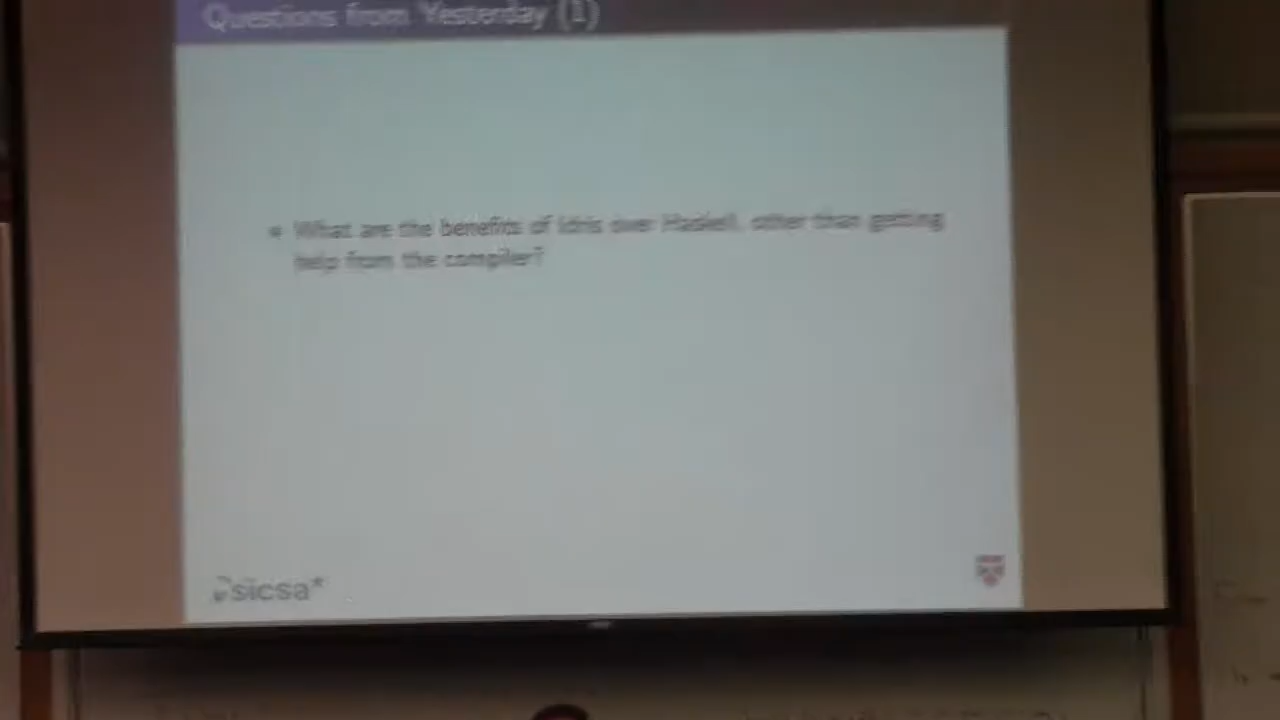 Questions from Yesterday (1)
• What are the benefits of Idris over Haskell, other than getting
help from the compiler?
sicsa*